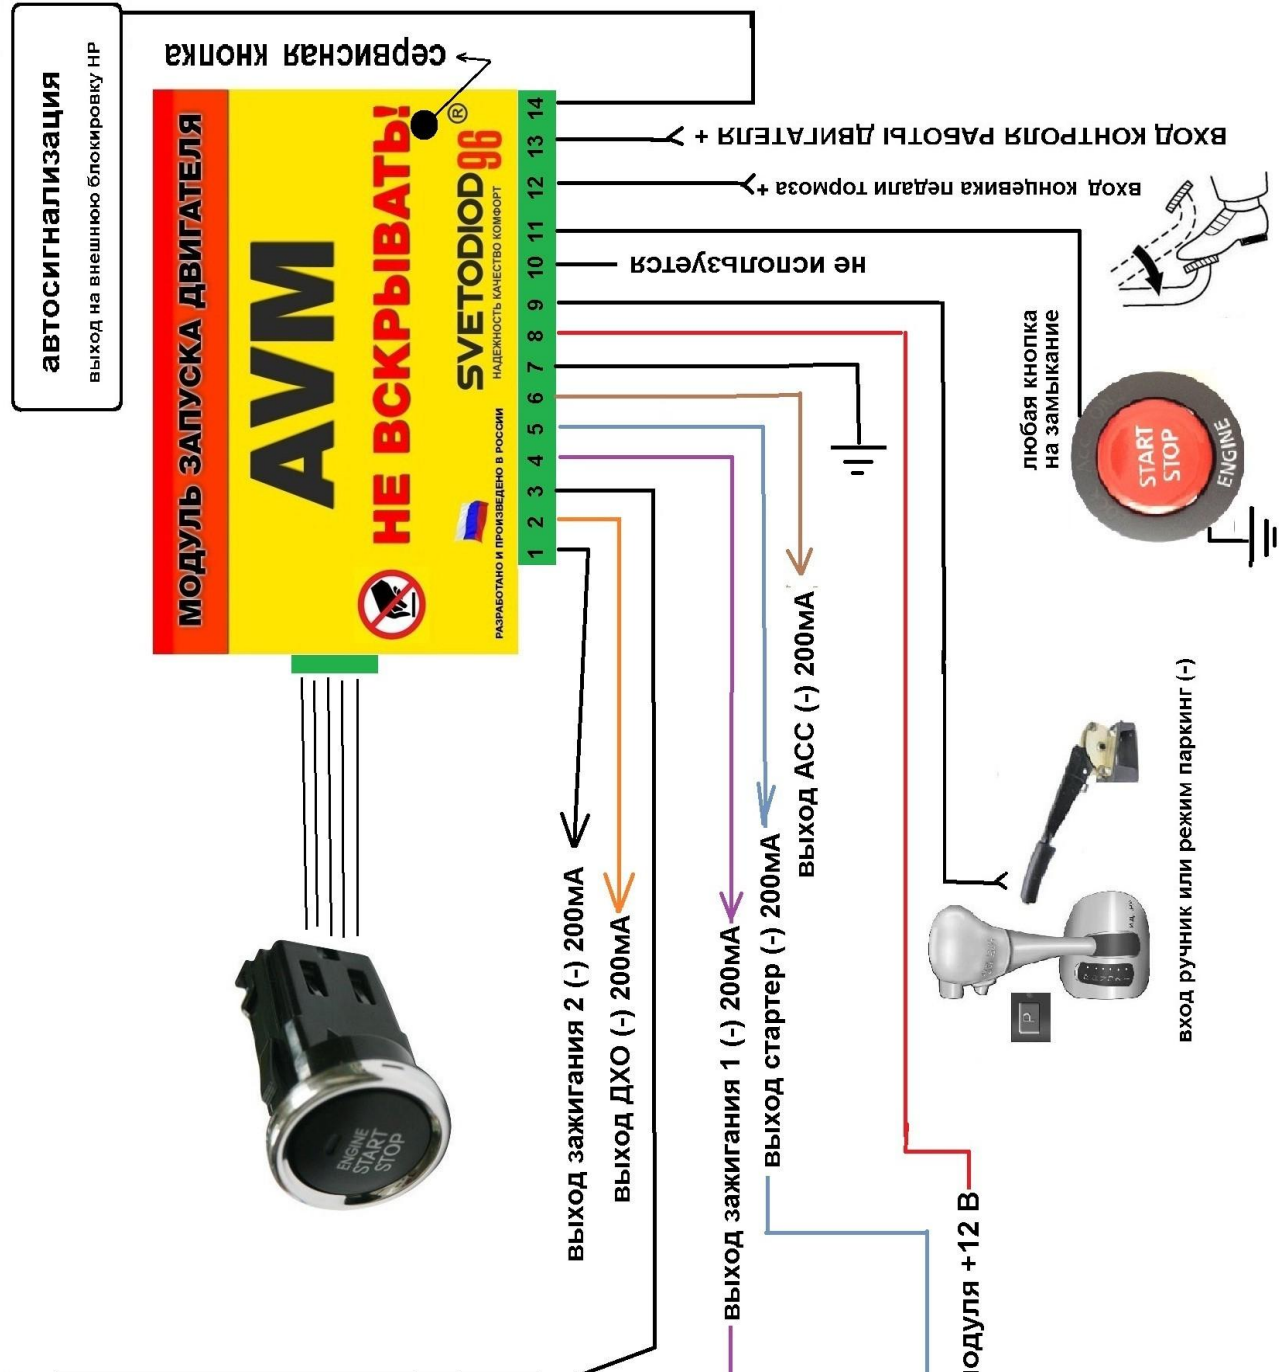 автосигнализация
выход на внешнюю блокировку HP
сервисная кнопка
МОДУЛЬ ЗАПУСКА ДВИГАТЕЛЯ
AVM
НЕ ВСКРЫВАТЬ!
SVETODIOD96®
НАДЕЖНОСТЬ КАЧЕСТВО КОМФОРТ
РАЗРАБОТАНО И ПРОИЗВЕДЕНО В РОССИИ
1 2 3 4 5 6 7 8 9 10 11 12 13 14
ВХОД КОНТРОЛЯ РАБОТЫ ДВИГАТЕЛЯ +
вход концевика педали тормоза +
не используется
любая кнопка
на замыкание
START
STOP
ENGINE
ENGINE
START
STOP
выход зажигания 2 (-) 200мА
выход ДХО (-) 200мА
выход зажигания 1 (-) 200мА
выход стартер (-) 200мА
выход АСС (-) 200мА
P
вход ручник или режим паркинг (-)
+12 В